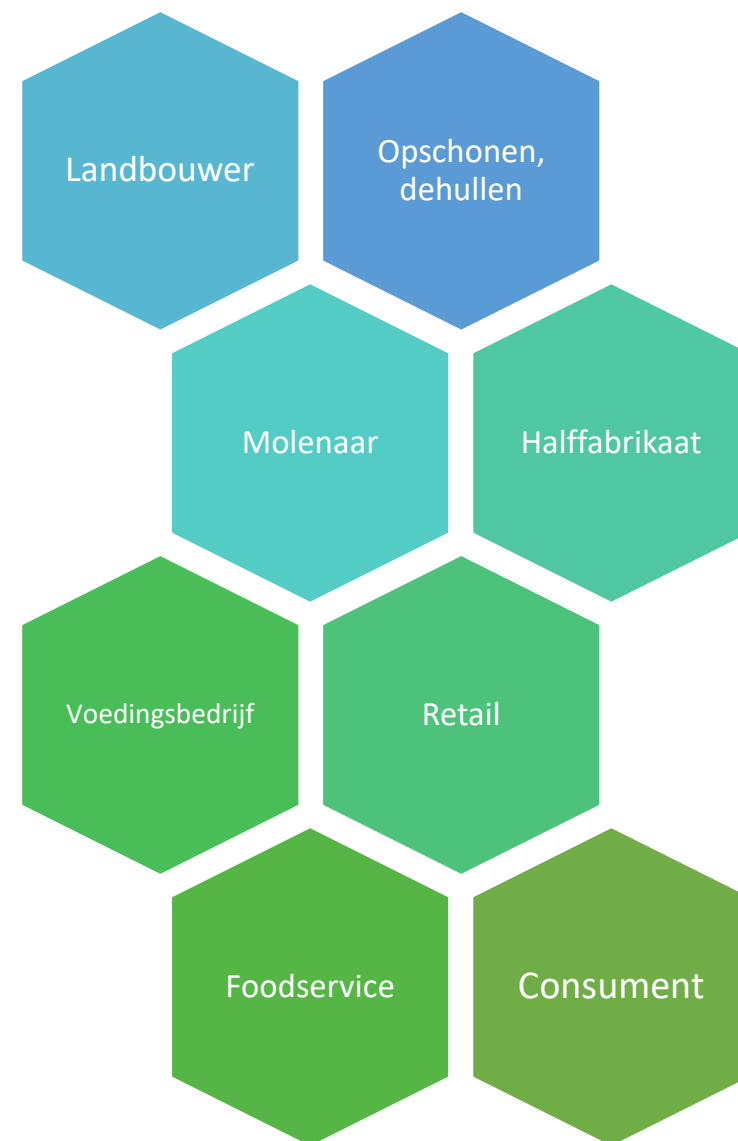 Landbouwer
Opschonen,
dehullen
Molenaar
Halffabrikaat
Voedingsbedrijf
Retail
Foodservice
Consument